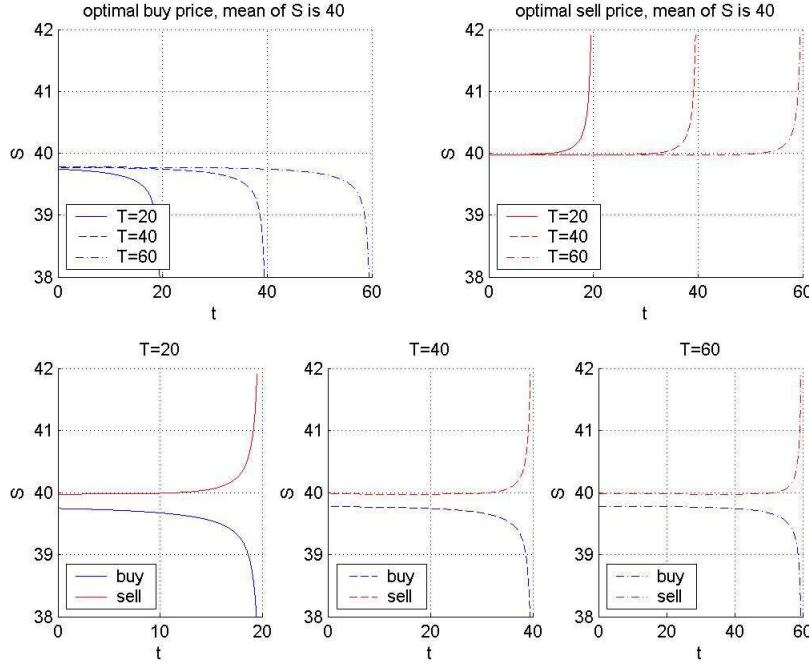 optimal buy price, mean of S is 40
42
41
40
39
38
S
T=20
T=40
T=60
0 20 40 60
t
optimal sell price, mean of S is 40
42
41
40
39
38
S
T=20
T=40
T=60
0 20 40 60
t
T=20
42
41
40
39
38
S
buy
sell
0 10 20
t
T=40
42
41
40
39
38
S
buy
sell
0 20 40
t
T=60
42
41
40
39
38
S
buy
sell
0 20 40 60
t